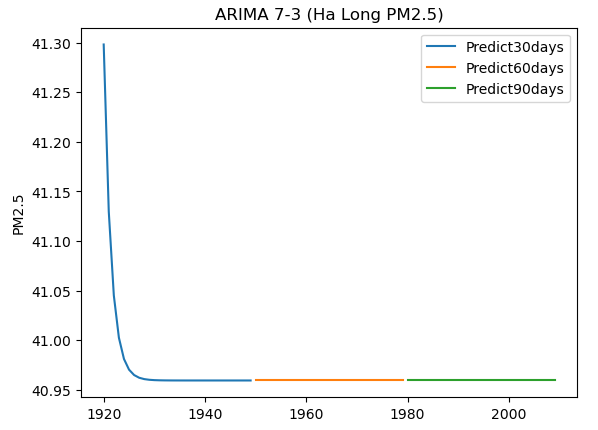 ARIMA 7-3 (Ha Long PM2.5)
Predict30days
Predict60days
Predict90days
PM2.5
41.30
41.25
41.20
41.15
41.10
41.05
41.00
40.95
1920 1940 1960 1980 2000